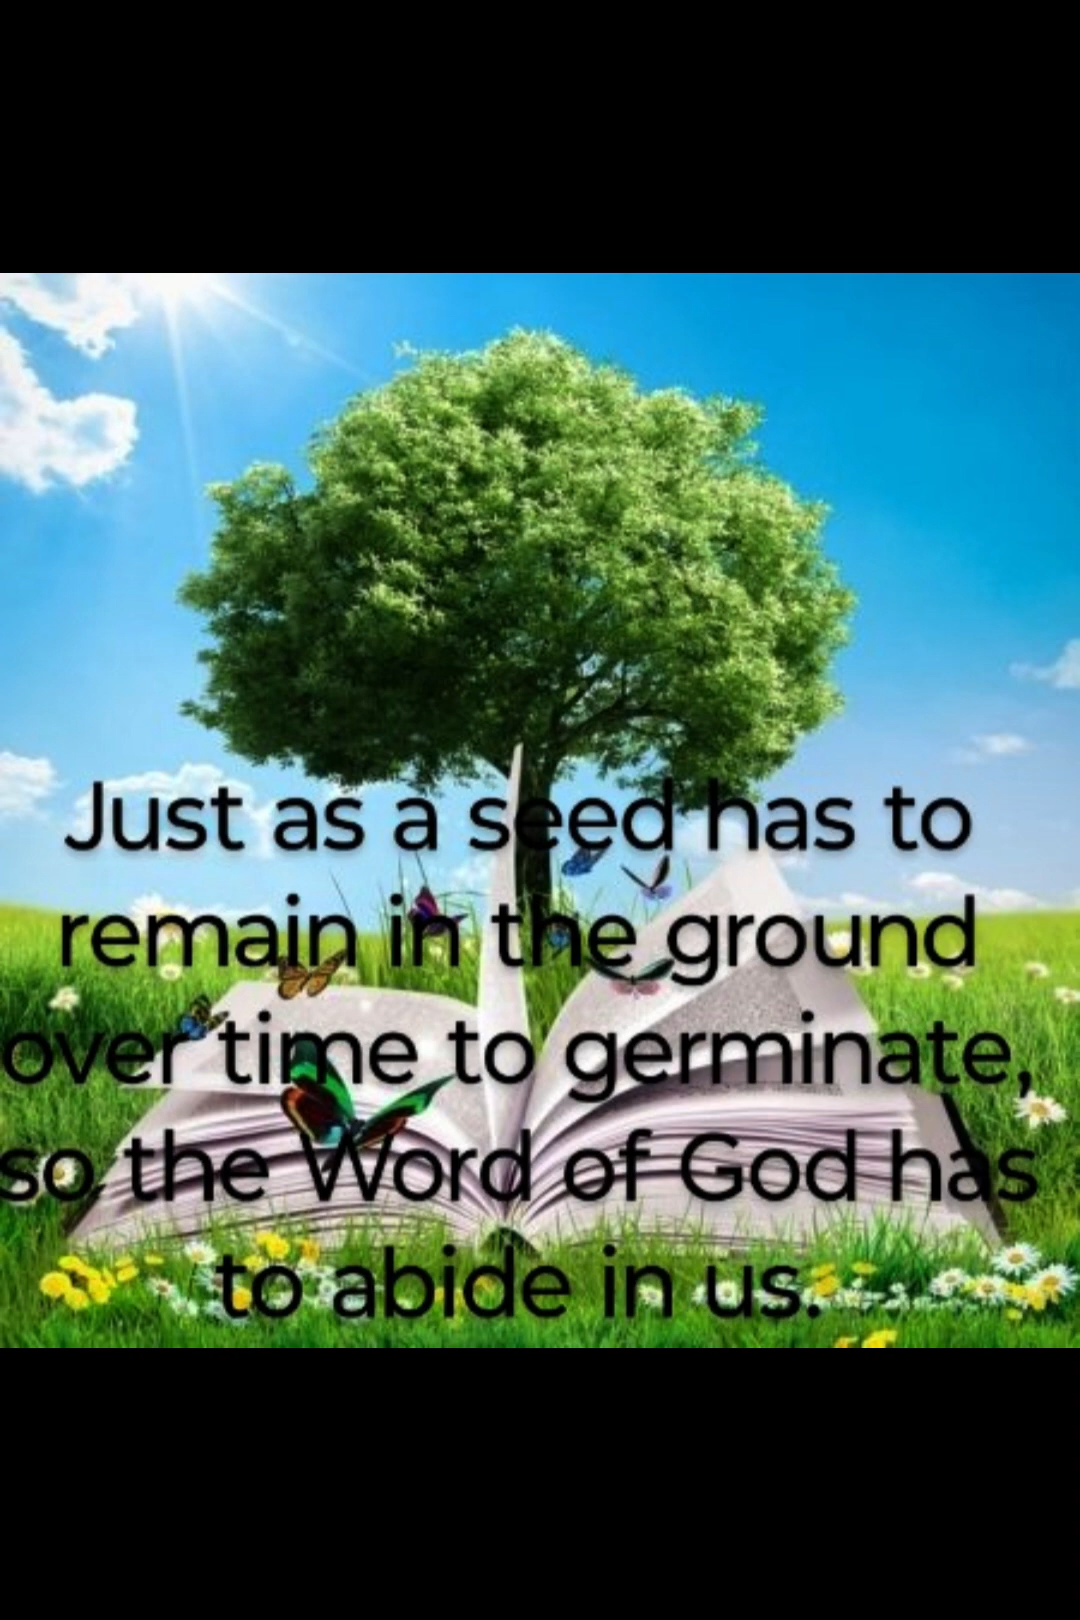 Just as a seed has to
remain in the ground
over time to germinate,
so the Word of God has
to abide in us.